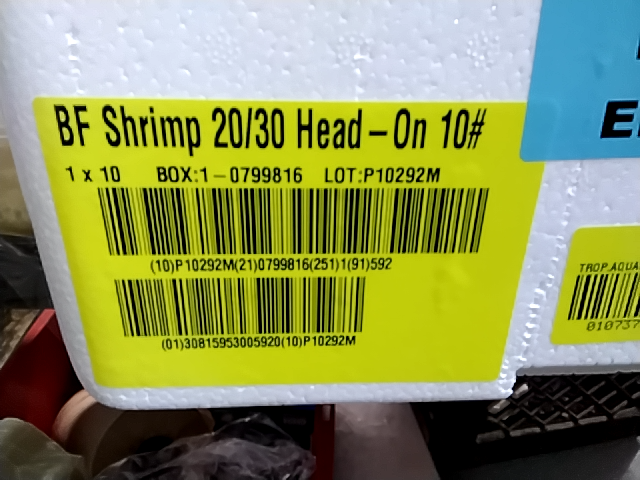 BF Shrimp 20/30 Head-On 10#
1 x 10 BOX:1-0799816 LOT:P10292M
(10)P10292M(21)0799816(251)1(91)592
(01)30815953005920(10)P10292M
TROP.AQUA
010737